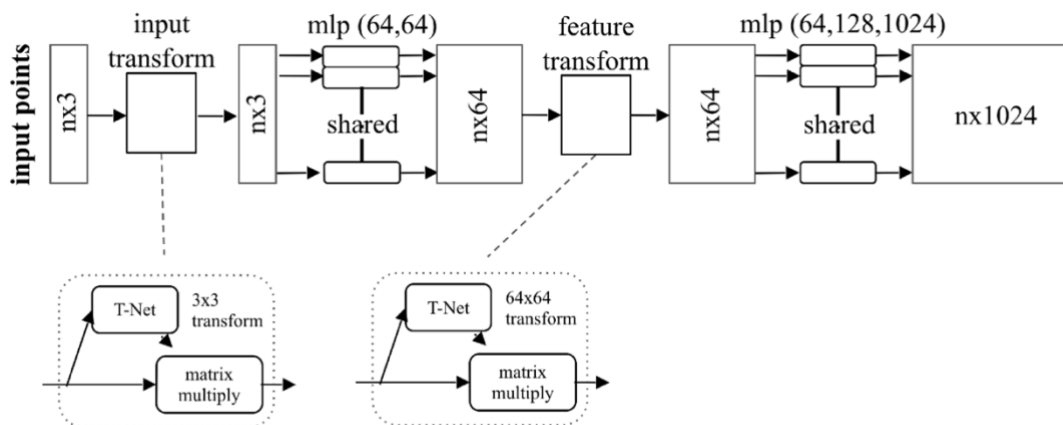 input points
nx3
input
transform
nx3
mlp (64,64)
shared
nx64
feature
transform
nx64
mlp (64,128,1024)
shared
nx1024
T-Net
3x3
transform
matrix
multiply
T-Net
64x64
transform
matrix
multiply